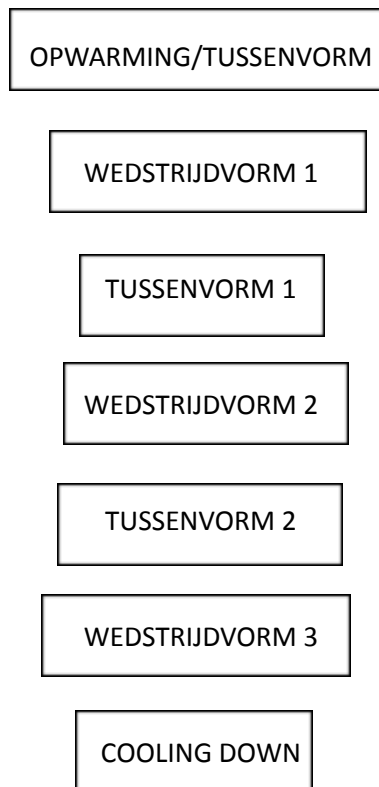 OPWARMING/TUSSENVORM
WEDSTRIJDVORM 1
TUSSENVORM 1
WEDSTRIJDVORM 2
TUSSENVORM 2
WEDSTRIJDVORM 3
COOLING DOWN